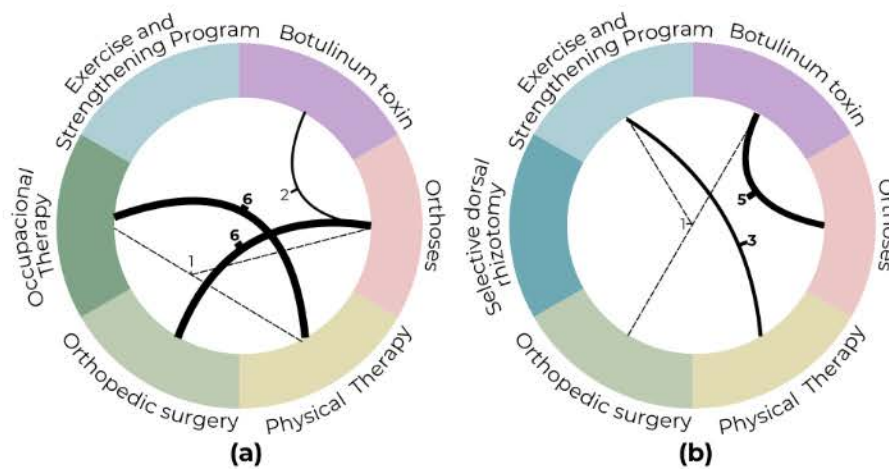 Exercise and
Strengthening Program
Botulinum toxin
Orthoses
Physical Therapy
Orthopedic surgery
Occupacional
Therapy
6
6
2
1
(a)
Exercise and
Strengthening Program
Botulinum toxin
Orthoses
Physical Therapy
Orthopedic surgery
Selective dorsal
rhizotomy
5
3
1
(b)